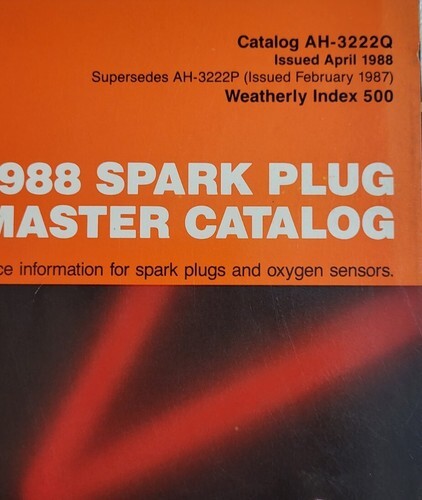 Catalog AH-3222Q
Issued April 1988
Supersedes AH-3222P (Issued February 1987)
Weatherly Index 500
988 SPARK PLUG
MASTER CATALOG
ce information for spark plugs and oxygen sensors.